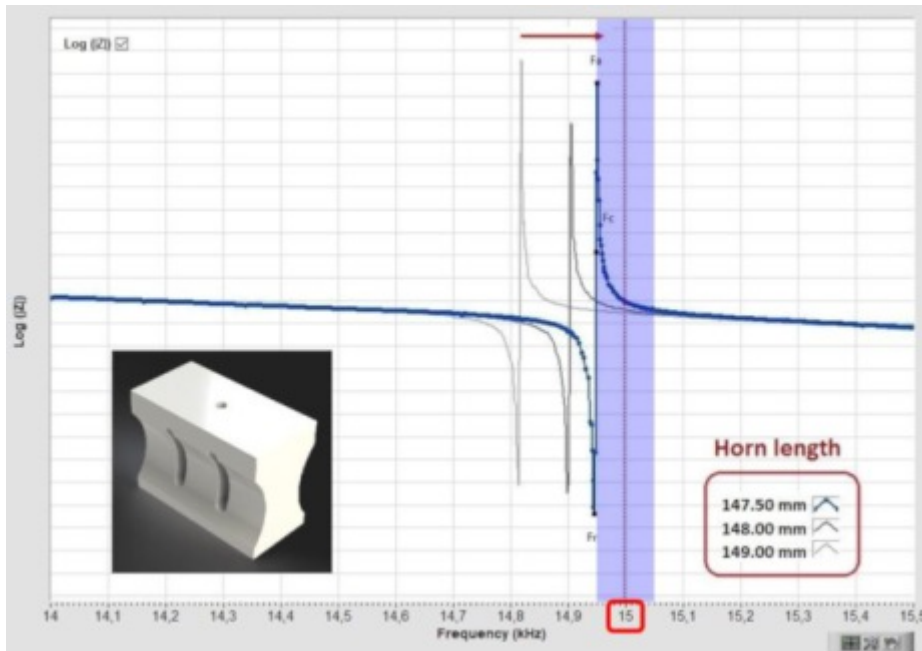 Log (|Z|)
Fa
Fc
Log (|Z|)
Horn length
147.50 mm
148.00 mm
149.00 mm
Fr
14 14,1 14,2 14,3 14,4 14,5 14,6 14,7 14,8 14,9 15 15,1 15,2 15,3 15,4 15,5
Frequency (kHz)